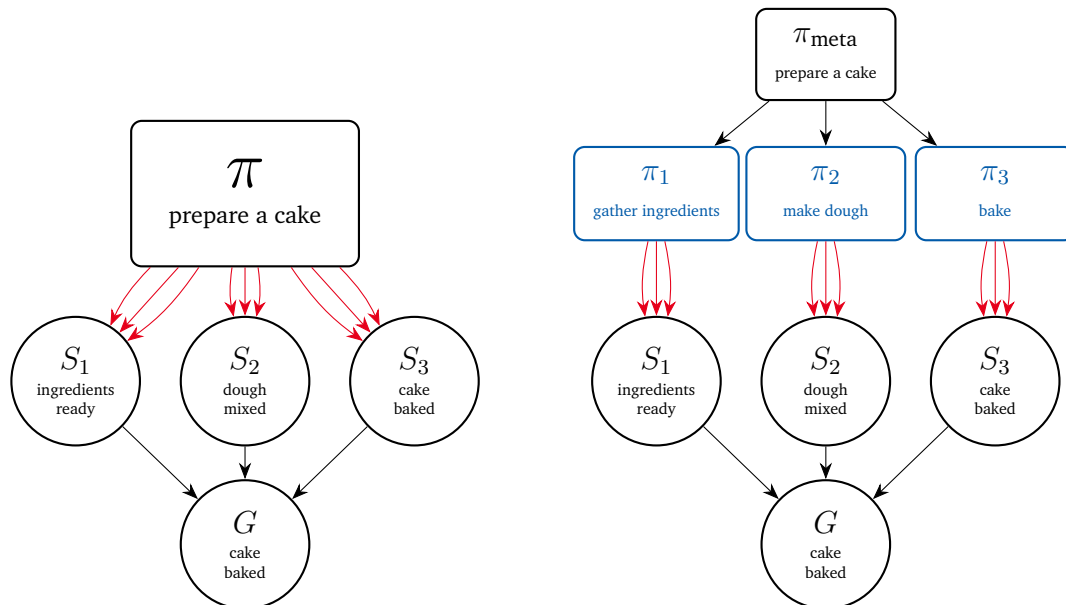 π
prepare a cake
S₁
ingredients
ready
S₂
dough
mixed
S₃
cake
baked
G
cake
baked
π_meta
prepare a cake
π₁
gather ingredients
π₂
make dough
π₃
bake
S₁
ingredients
ready
S₂
dough
mixed
S₃
cake
baked
G
cake
baked